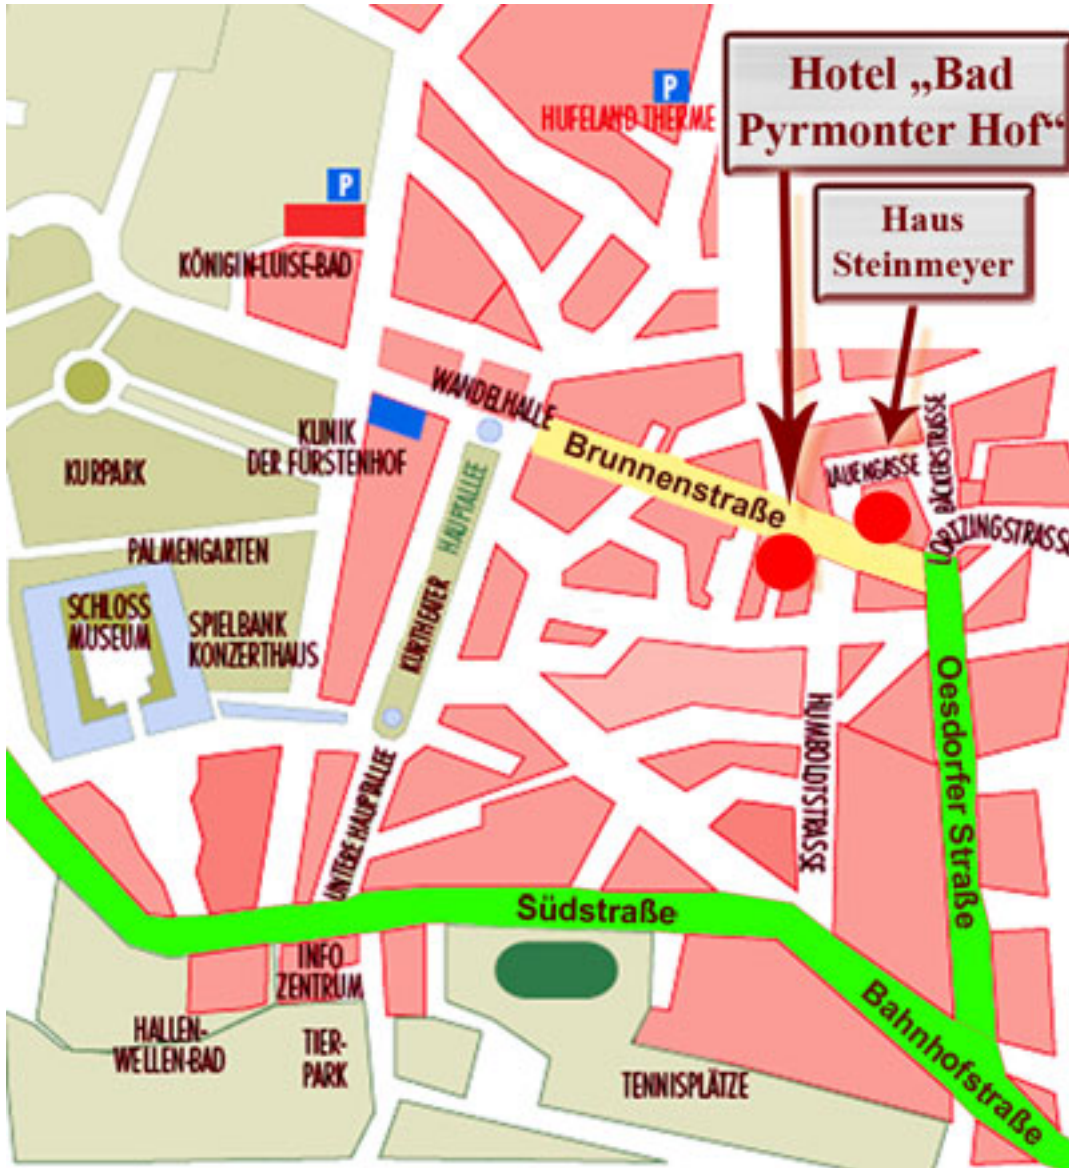 P
HUFELAND THERME
Hotel „Bad
Pyrmonter Hof“
P
Haus
Steinmeyer
KÖNIGIN-LUISE-BAD
WANDELHALLE
KLINIK
DER FÜRSTENHOF
KURPARK
HAUPTALLEE
Brunnenstraße
BÄCKERSTRASSE
LORTZINGSTRASSE
PALMENGARTEN
SCHLOSS
MUSEUM
SPIELBANK
KONZERTHAUS
KURTHEATER
Oesdorfer Straße
HUMBOLDTSTRASSE
UNTERE HAUPTALLEE
Südstraße
INFO
ZENTRUM
Bahnhofstraße
HALLEN-
WELLEN-BAD
TIER-
PARK
TENNISPLÄTZE